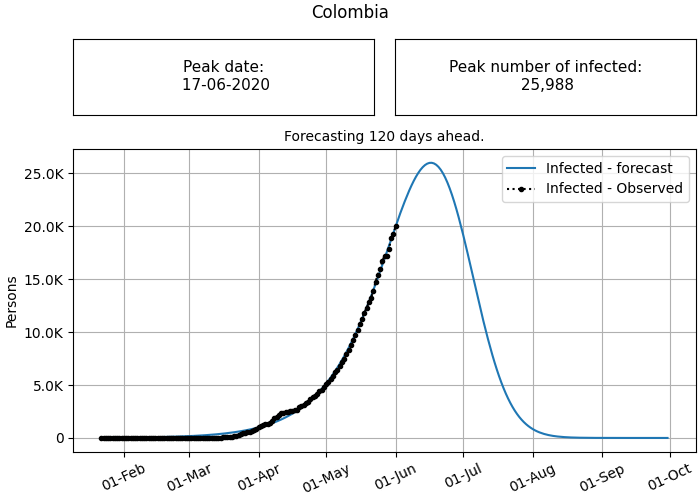 Colombia
Peak date:
17-06-2020
Peak number of infected:
25,988
Forecasting 120 days ahead.
Infected - forecast
Infected - Observed
25.0K
20.0K
15.0K
10.0K
5.0K
0
Persons
01-Feb
01-Mar
01-Apr
01-May
01-Jun
01-Jul
01-Aug
01-Sep
01-Oct